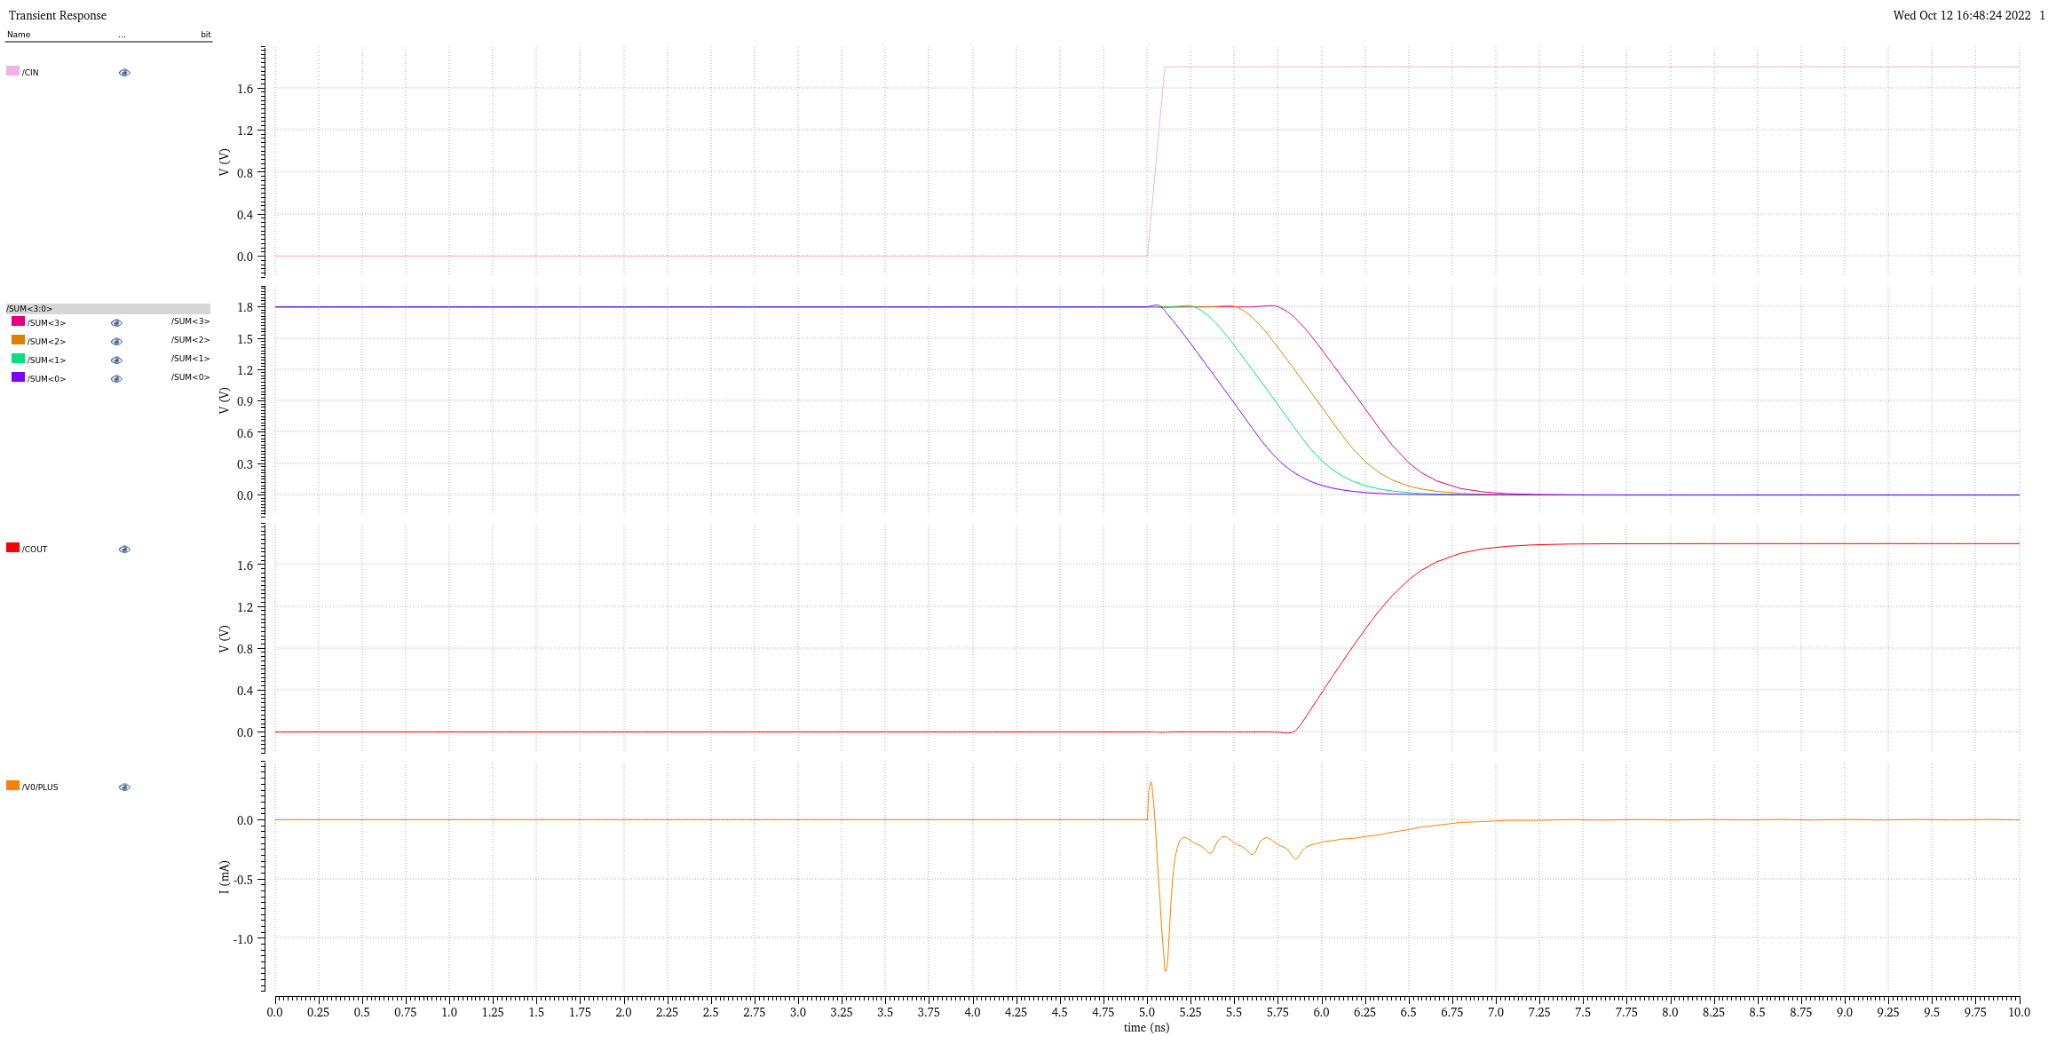 Transient Response
Wed Oct 12 16:48:24 2022 1
Name ... bit
/CIN
1.6
1.2
0.8
0.4
0.0
V (V)
/SUM<3:0>
/SUM<3> /SUM<3>
/SUM<2> /SUM<2>
/SUM<1> /SUM<1>
/SUM<0> /SUM<0>
1.8
1.5
1.2
0.9
0.6
0.3
0.0
V (V)
/COUT
1.6
1.2
0.8
0.4
0.0
V (V)
/V0/PLUS
0.0
-0.5
-1.0
I (mA)
0.0 0.25 0.5 0.75 1.0 1.25 1.5 1.75 2.0 2.25 2.5 2.75 3.0 3.25 3.5 3.75 4.0 4.25 4.5 4.75 5.0 5.25 5.5 5.75 6.0 6.25 6.5 6.75 7.0 7.25 7.5 7.75 8.0 8.25 8.5 8.75 9.0 9.25 9.5 9.75 10.0
time (ns)